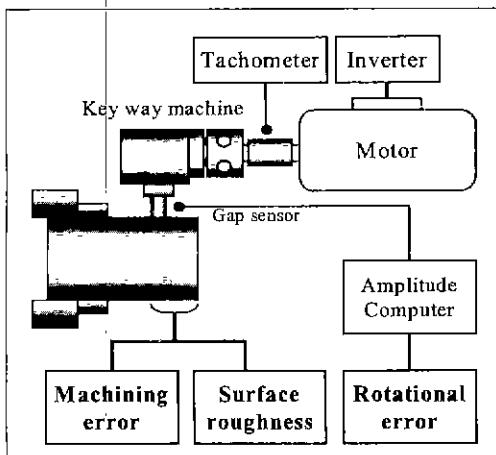 Tachometer
Inverter
Key way machine
Motor
Gap sensor
Amplitude
Computer
Machining
error
Surface
roughness
Rotational
error